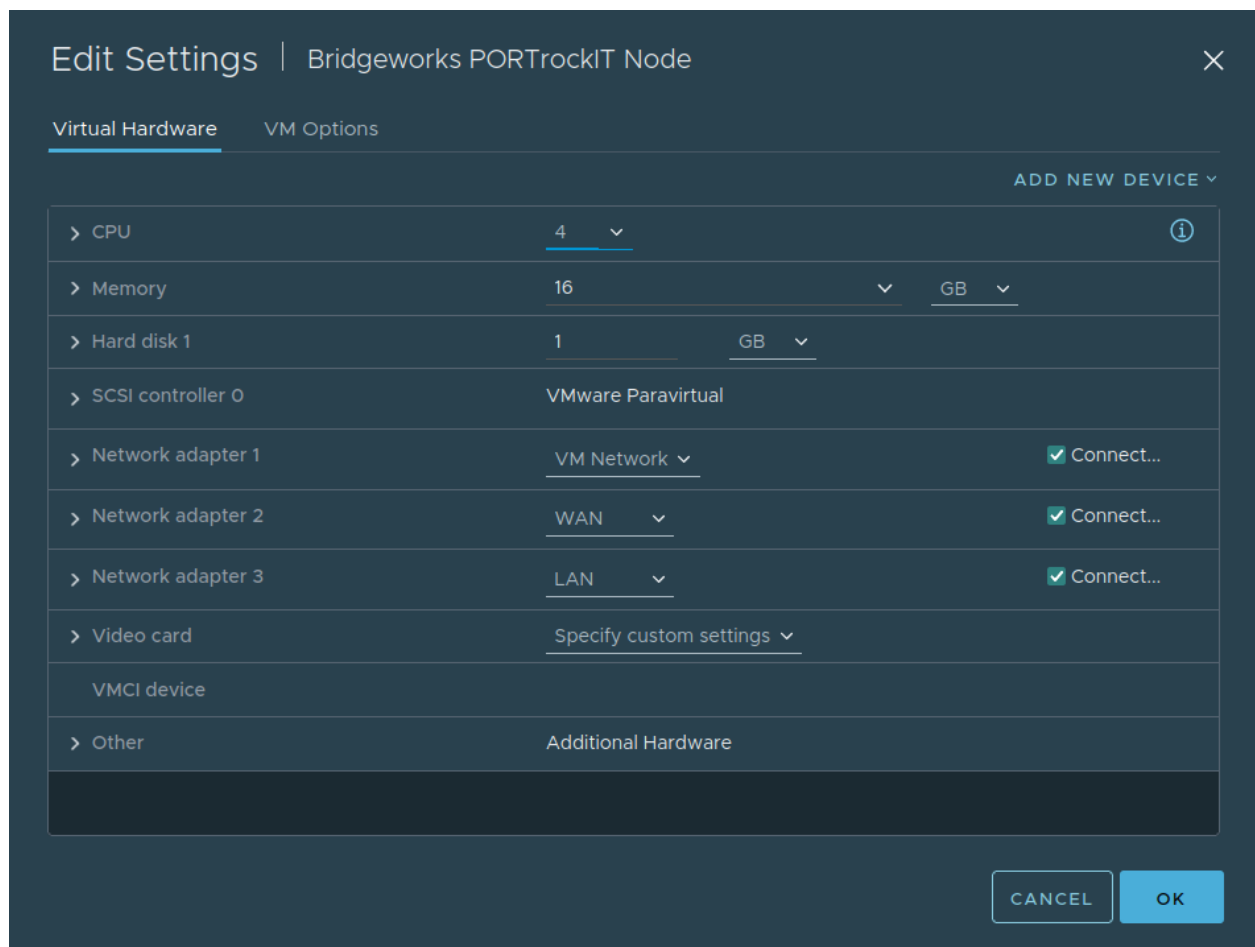 Edit Settings | Bridgeworks PORTrockIT Node
Virtual Hardware VM Options
ADD NEW DEVICE
CPU 4
Memory 16 GB
Hard disk 1 1 GB
SCSI controller 0 VMware Paravirtual
Network adapter 1 VM Network Connect...
Network adapter 2 WAN Connect...
Network adapter 3 LAN Connect...
Video card Specify custom settings
VMCI device
Other Additional Hardware
CANCEL OK